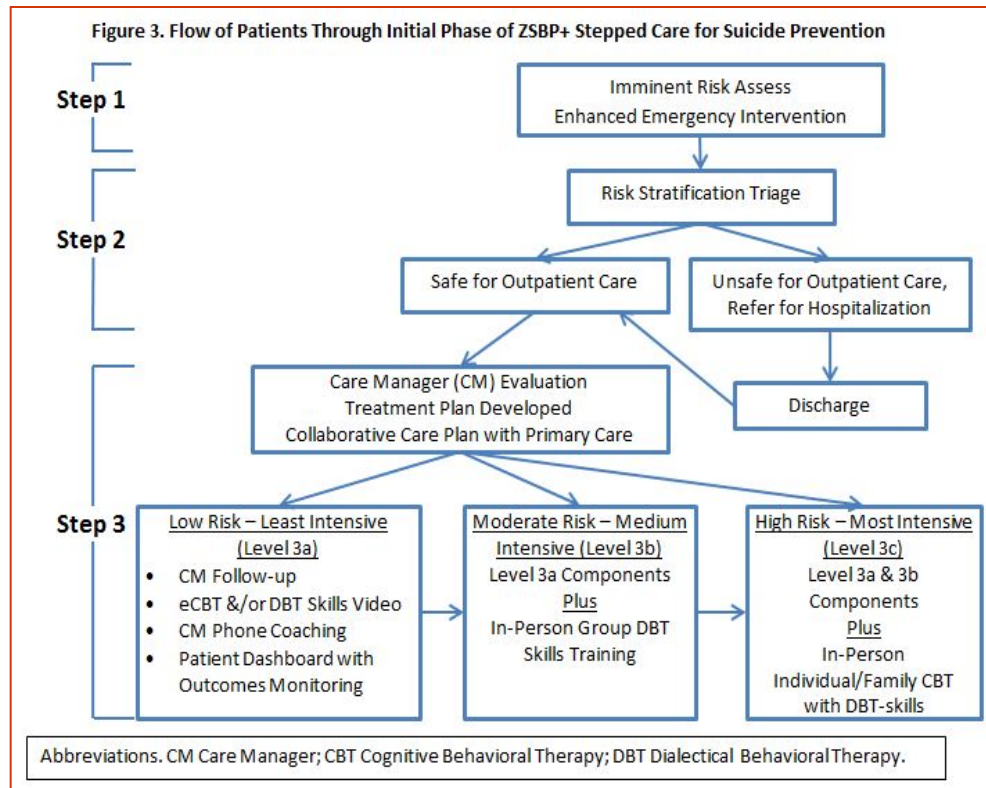 Figure 3. Flow of Patients Through Initial Phase of ZSBP+ Stepped Care for Suicide Prevention
Step 1
Imminent Risk Assess
Enhanced Emergency Intervention
Step 2
Risk Stratification Triage
Safe for Outpatient Care
Unsafe for Outpatient Care,
Refer for Hospitalization
Discharge
Step 3
Care Manager (CM) Evaluation
Treatment Plan Developed
Collaborative Care Plan with Primary Care
Low Risk – Least Intensive
(Level 3a)
• CM Follow-up
• eCBT &/or DBT Skills Video
• CM Phone Coaching
• Patient Dashboard with
Outcomes Monitoring
Moderate Risk – Medium
Intensive (Level 3b)
Level 3a Components
Plus
In-Person Group DBT
Skills Training
High Risk – Most Intensive
(Level 3c)
Level 3a & 3b
Components
Plus
In-Person
Individual/Family CBT
with DBT-skills
Abbreviations. CM Care Manager; CBT Cognitive Behavioral Therapy; DBT Dialectical Behavioral Therapy.